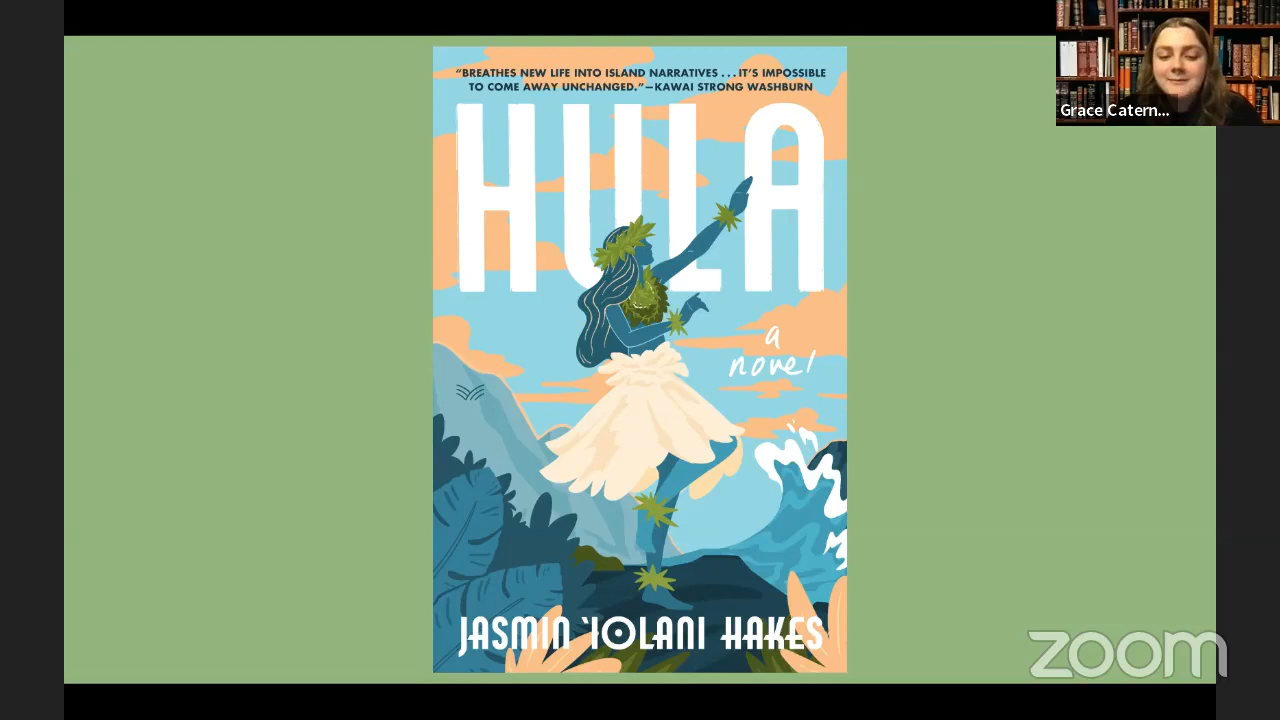 "BREATHES NEW LIFE INTO ISLAND NARRATIVES . . . IT'S IMPOSSIBLE
TO COME AWAY UNCHANGED."—KAWAI STRONG WASHBURN
HULA
a
novel
JASMIN ʻIOLANI HAKES
Grace Catern...
zoom